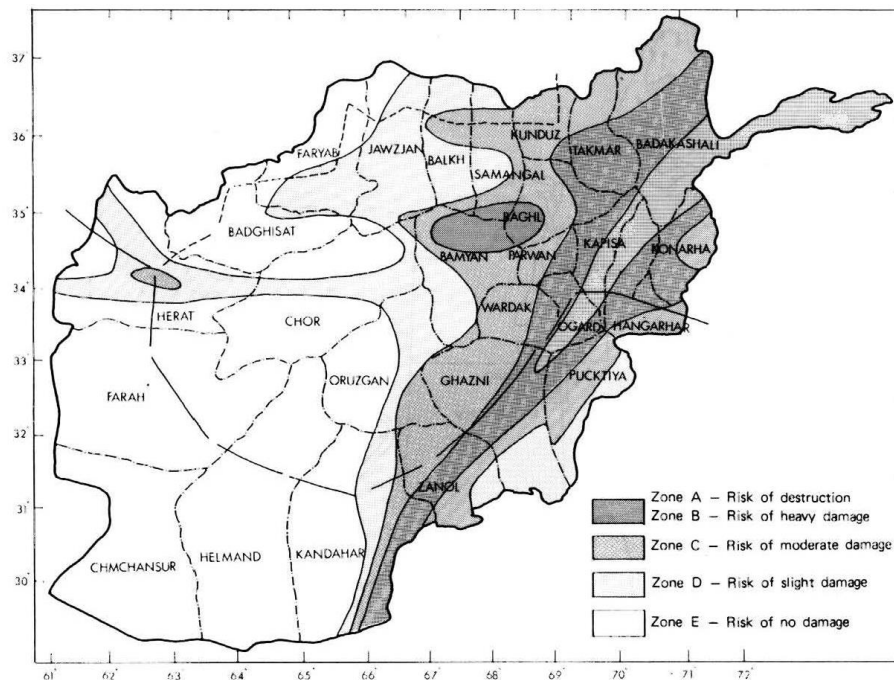 37°
36°
35°
34°
33°
32°
31°
30°
FARYAB
JAWZJAN
BALKH
KUNDUZ
TAKMAR
BADAKASHALI
SAMANGAL
BADGHISAT
BAGHL
BAMYAN
PARWAN
KAPISA
KONARHA
HERAT
CHOR
WARDAK
OGARD
HANGARHAR
FARAH
ORUZGAN
GHAZNI
PUCKTIYA
ZANOL
CHMCHANSUR
HELMAND
KANDAHAR
Zone A – Risk of destruction
Zone B – Risk of heavy damage
Zone C – Risk of moderate damage
Zone D – Risk of slight damage
Zone E – Risk of no damage
61° 62° 63° 64° 65° 66° 67° 68° 69° 70° 71° 72°